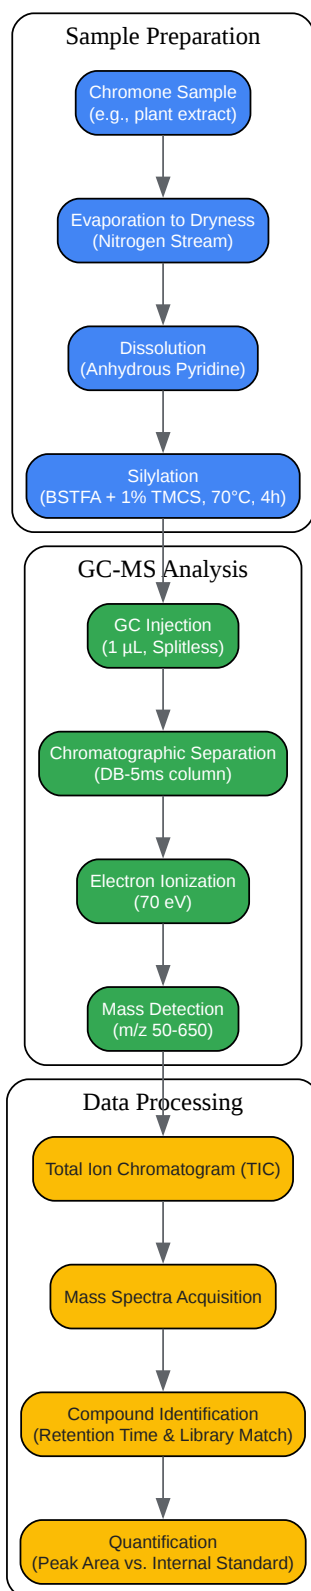 Sample Preparation
Chromone Sample
(e.g., plant extract)
Evaporation to Dryness
(Nitrogen Stream)
Dissolution
(Anhydrous Pyridine)
Silylation
(BSTFA + 1% TMCS, 70°C, 4h)
GC-MS Analysis
GC Injection
(1 µL, Splitless)
Chromatographic Separation
(DB-5ms column)
Electron Ionization
(70 eV)
Mass Detection
(m/z 50-650)
Data Processing
Total Ion Chromatogram (TIC)
Mass Spectra Acquisition
Compound Identification
(Retention Time & Library Match)
Quantification
(Peak Area vs. Internal Standard)